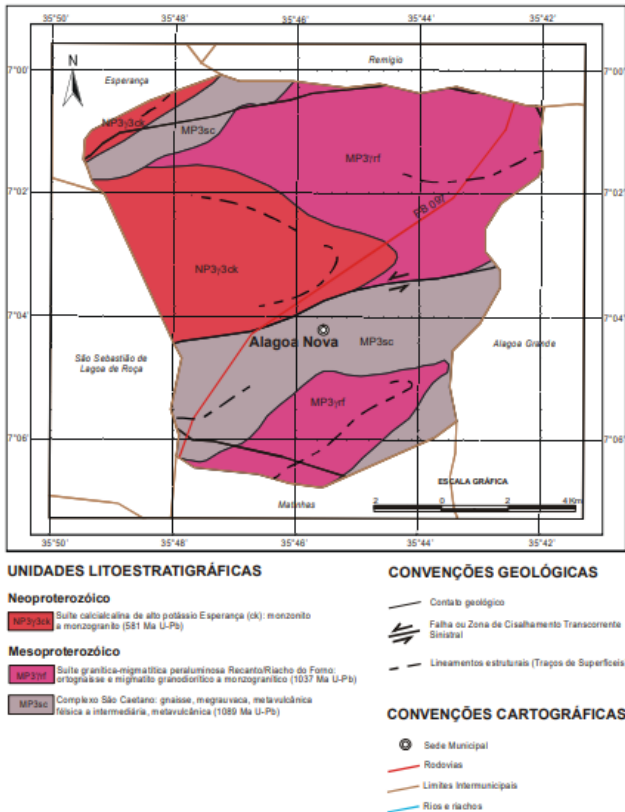 35°50' 35°48' 35°46' 35°44' 35°42'
7°00' 7°00'
N
Esperança
Remigio
NP3γ3ck
MP3sc
MP3γrf
7°02' 7°02'
PB 097
NP3γ3ck
7°04' 7°04'
Alagoa Nova
MP3sc
São Sebastião de
Lagoa de Roça
Alagoa Grande
MP3γrf
7°06' 7°06'
ESCALA GRÁFICA
2 0 2 4 Km
Matinhas
35°50' 35°48' 35°46' 35°44' 35°42'
UNIDADES LITOESTRATIGRÁFICAS
Neoproterozóico
NP3γ3ck
Suíte calcialcalina de alto potássio Esperança (ck): monzonito
a monzogranito (581 Ma U-Pb)
Mesoproterozóico
MP3γrf
Suíte granítica-migmatítica peraluminosa Recanto/Riacho do Forno:
ortognaisse e migmatito granodiorítico a monzogranítico (1037 Ma U-Pb)
MP3sc
Complexo São Caetano: gnaisse, megrauvaca, metavulcânica
félsica a intermediária, metavulcânica (1089 Ma U-Pb)
CONVENÇÕES GEOLÓGICAS
Contato geológico
Falha ou Zona de Cisalhamento Transcorrente
Sinistral
Lineamentos estruturais (Traços de Superfícies)
CONVENÇÕES CARTOGRÁFICAS
Sede Municipal
Rodovias
Limites Intermunicipais
Rios e riachos